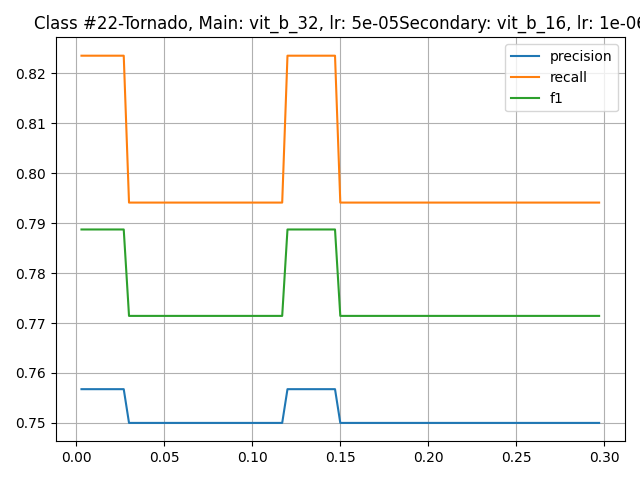 Class #22-Tornado, Main: vit_b_32, lr: 5e-05Secondary: vit_b_16, lr: 1e-06
precision
recall
f1
0.82
0.81
0.80
0.79
0.78
0.77
0.76
0.75
0.00 0.05 0.10 0.15 0.20 0.25 0.30